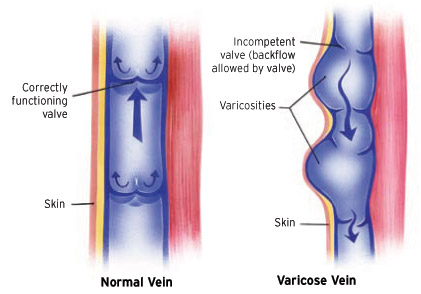 Correctly
functioning
valve
Skin
Normal Vein
Incompetent
valve (backflow
allowed by valve)
Varicosities
Skin
Varicose Vein